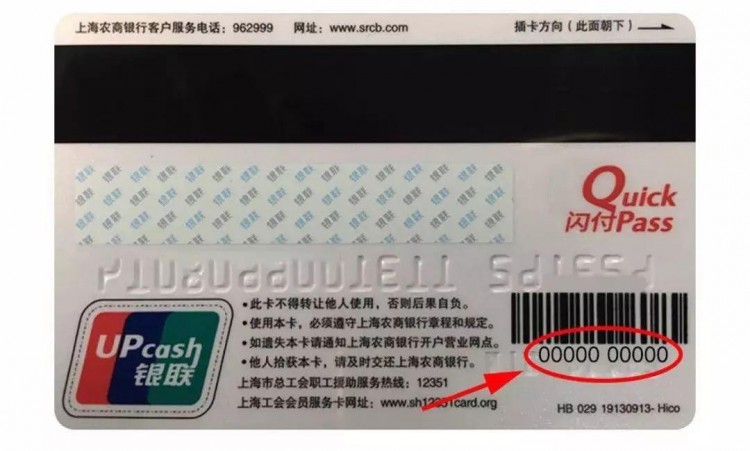 上海农商银行客户服务电话：962999 网址：www.srcb.com 插卡方向（此面朝下）
Quick
闪付Pass
•此卡不得转让他人使用，否则后果自负。
•使用本卡，必须遵守上海农商银行章程和规定。
•如遗失本卡请通知上海农商银行开户营业网点。
•他人拾获本卡，请及时交还上海农商银行。
上海市总工会职工援助服务热线：12351
上海工会会员服务卡网址：www.sh12351card.org
UPcash
银联
00000 00000
HB 029 19130913- Hico